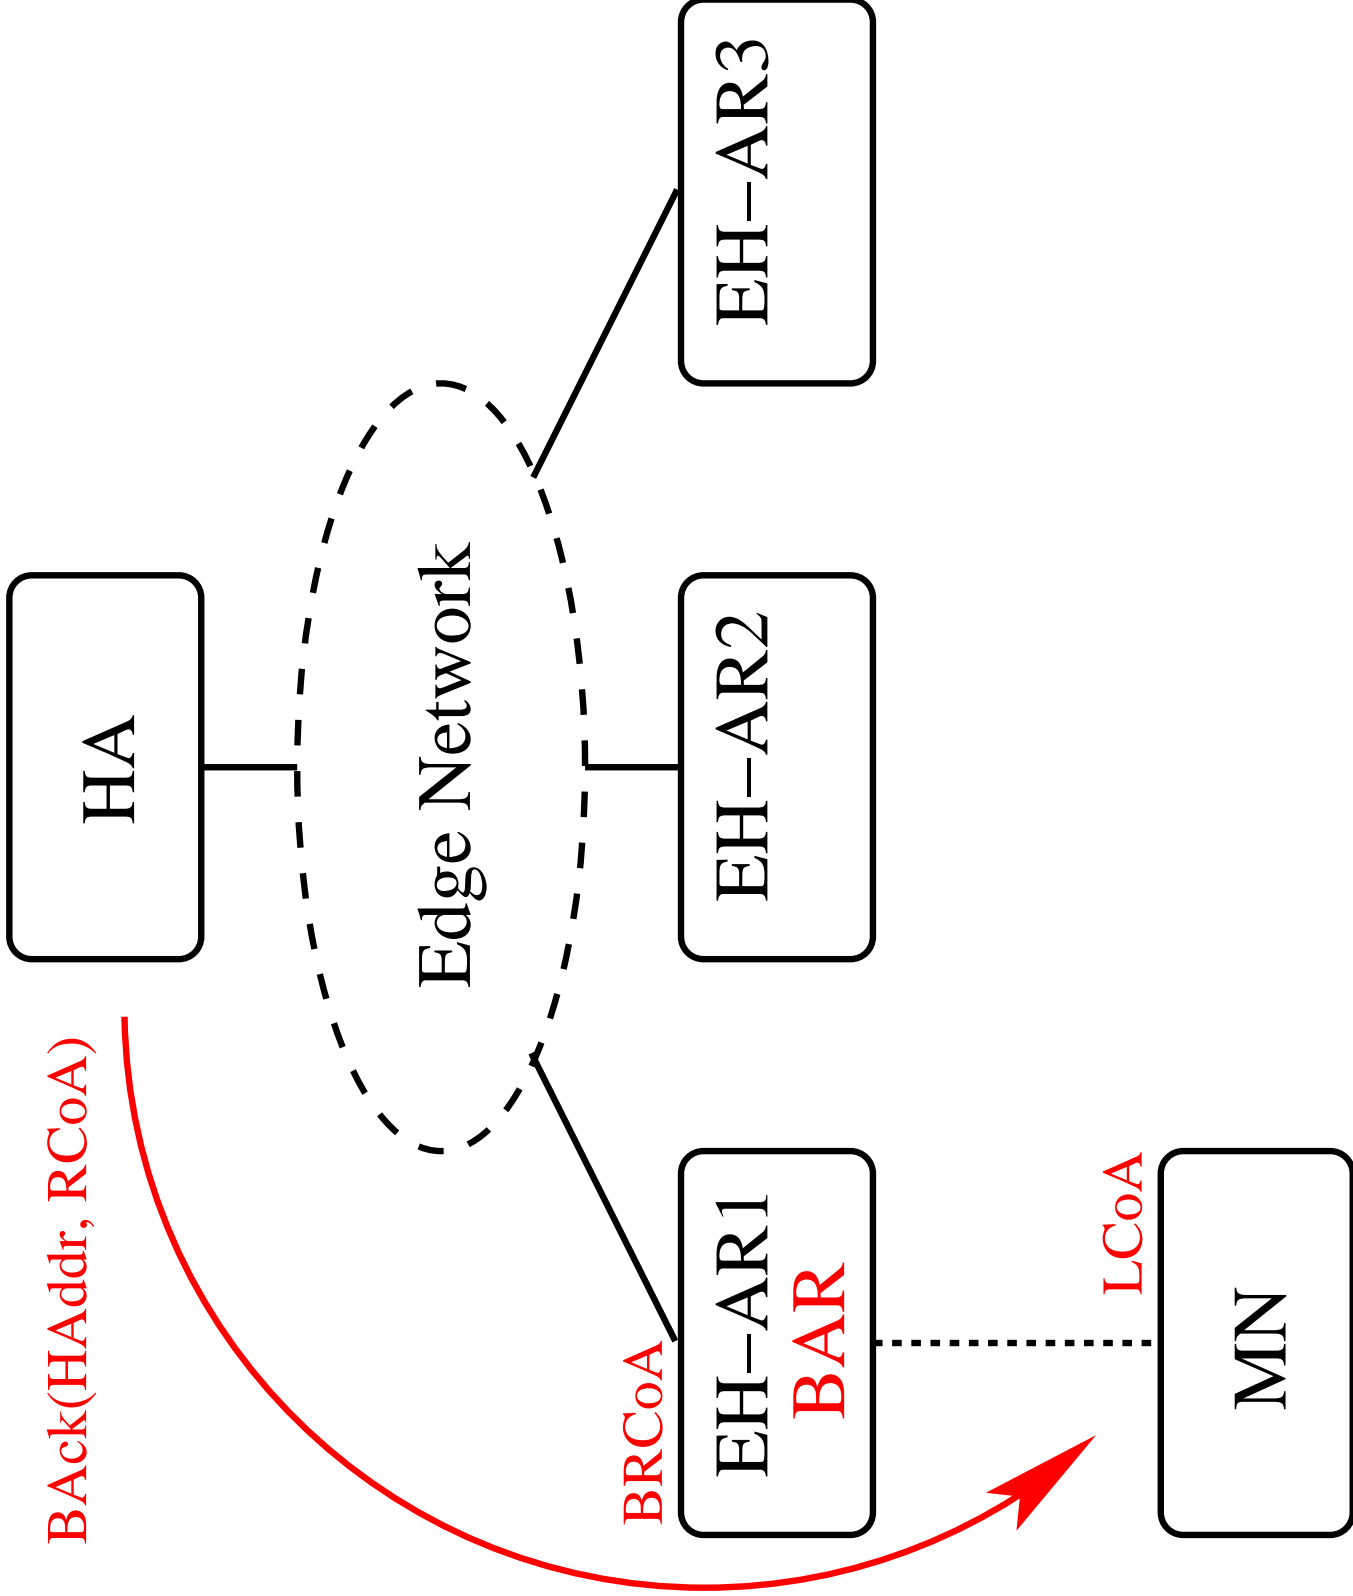 BAck(HAddr, RCoA)
HA
Edge Network
BRCoA
EH−AR1
BAR
EH−AR2
EH−AR3
LCoA
MN